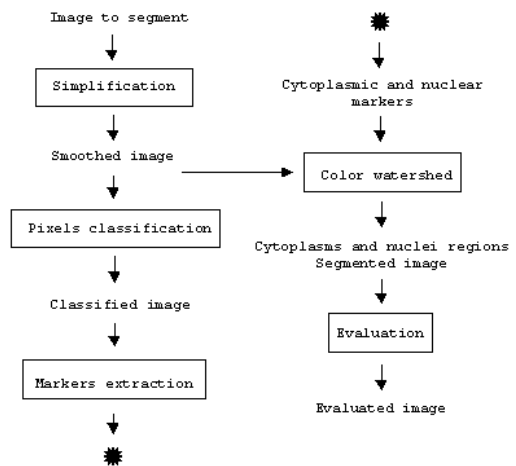 Image to segment
Simplification
Smoothed image
Pixels classification
Classified image
Markers extraction
Cytoplasmic and nuclear
markers
Color watershed
Cytoplasms and nuclei regions
Segmented image
Evaluation
Evaluated image